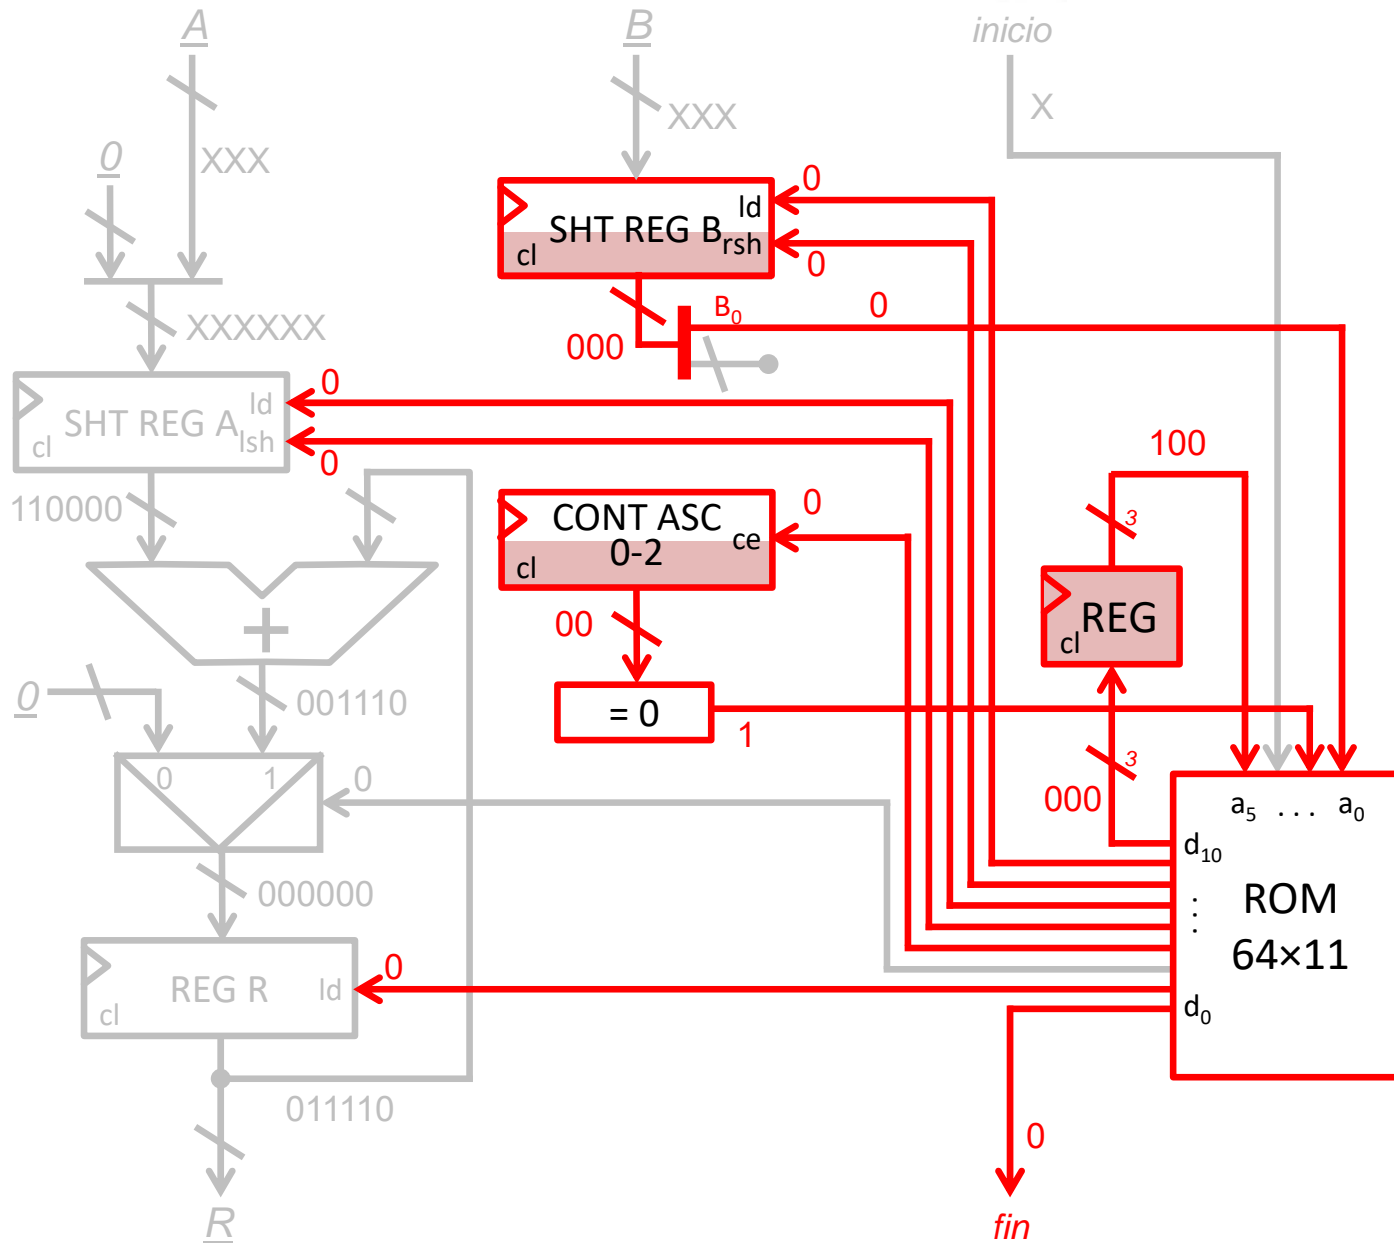 A
B
inicio
XXX
X
0
XXX
0
ld
SHT REG B
rsh
cl
0
XXXXXX
B0
0
000
0
ld
SHT REG A
lsh
cl
0
100
110000
CONT ASC
0-2
ce
cl
0
3
REG
cl
+
00
0
001110
= 0
1
0
1
0
3
000
a5 . . . a0
d10
000000
ROM
64×11
REG R
ld
cl
0
d0
011110
0
R
fin